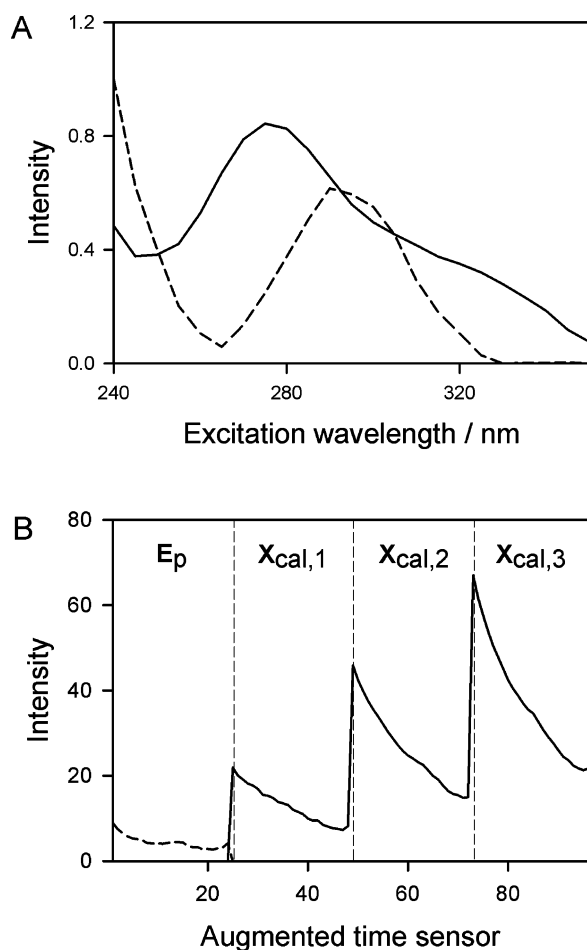 A
1.2
0.8
0.4
0.0
Intensity
240 280 320
Excitation wavelength / nm
B
80
60
40
20
0
Intensity
Ep Xcal,1 Xcal,2 Xcal,3
20 40 60 80
Augmented time sensor